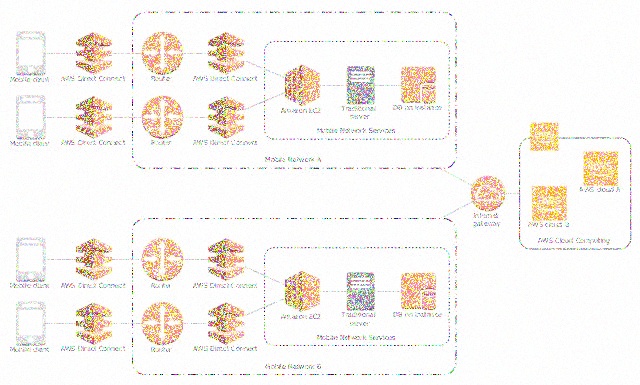 Mobile client
AWS Direct Connect
Router
AWS Direct Connect
Amazon EC2
Traditional
server
DB on Instance
Mobile client
AWS Direct Connect
Router
AWS Direct Connect
Mobile Network Services
Mobile Network A
Internet
gateway
AWS cloud
AWS cloud
AWS Cloud Computing
Mobile client
AWS Direct Connect
Router
AWS Direct Connect
Amazon EC2
Traditional
server
DB on Instance
Mobile client
AWS Direct Connect
Router
AWS Direct Connect
Mobile Network Services
Mobile Network B